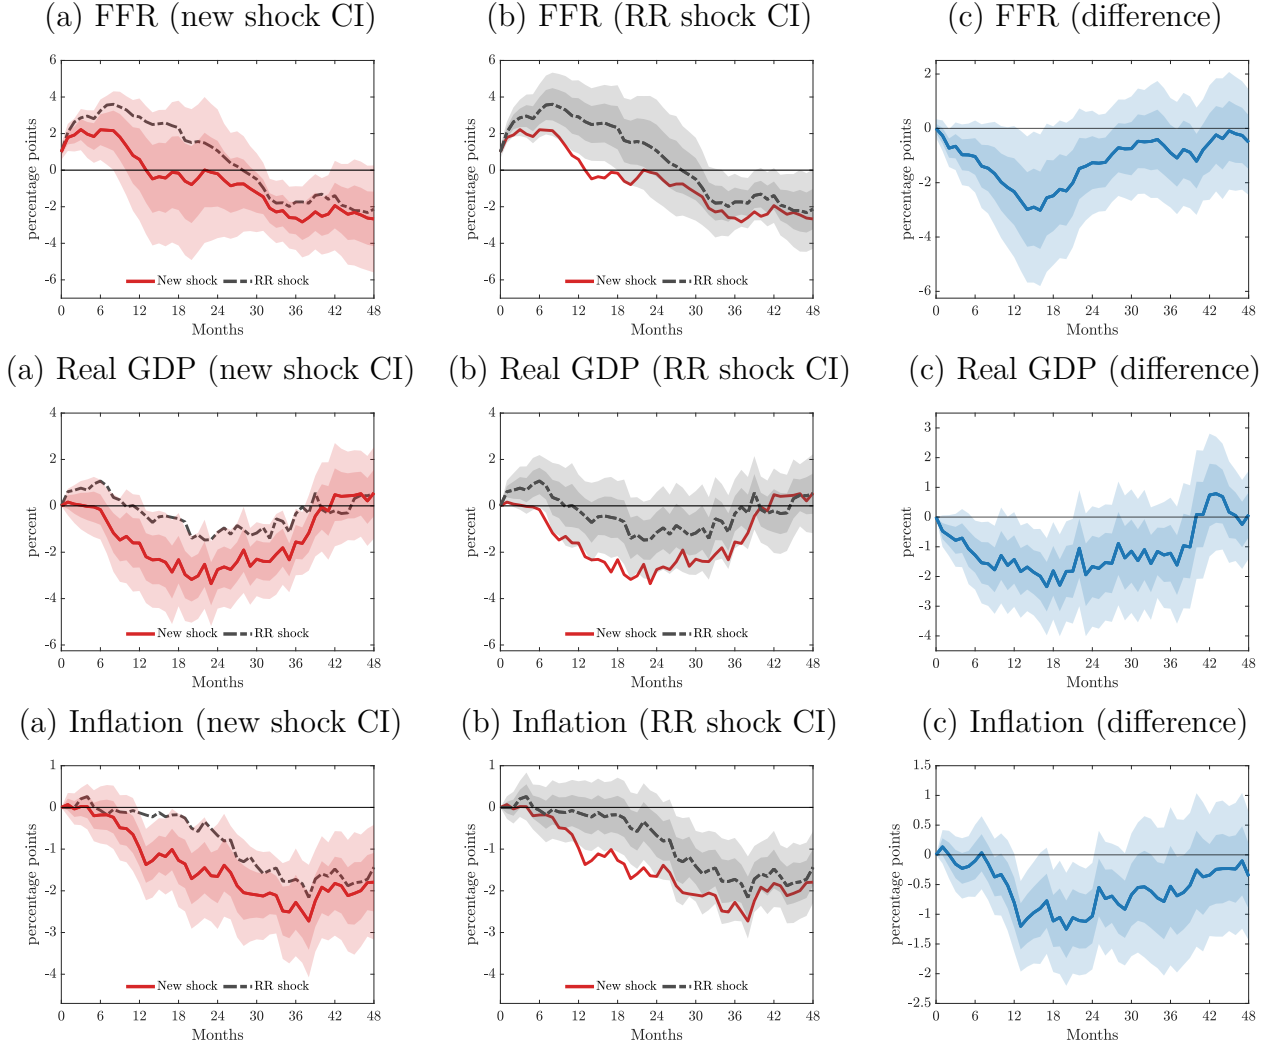 (a) FFR (new shock CI)
(b) FFR (RR shock CI)
(c) FFR (difference)
6
4
2
0
-2
-4
-6
percentage points
New shock
RR shock
0 6 12 18 24 30 36 42 48
Months
6
4
2
0
-2
-4
-6
percentage points
New shock
RR shock
0 6 12 18 24 30 36 42 48
Months
2
0
-2
-4
-6
percentage points
0 6 12 18 24 30 36 42 48
Months
(a) Real GDP (new shock CI)
(b) Real GDP (RR shock CI)
(c) Real GDP (difference)
4
2
0
-2
-4
-6
percent
New shock
RR shock
0 6 12 18 24 30 36 42 48
Months
4
2
0
-2
-4
-6
percent
New shock
RR shock
0 6 12 18 24 30 36 42 48
Months
3
2
1
0
-1
-2
-3
-4
percent
0 6 12 18 24 30 36 42 48
Months
(a) Inflation (new shock CI)
(b) Inflation (RR shock CI)
(c) Inflation (difference)
1
0
-1
-2
-3
-4
percentage points
New shock
RR shock
0 6 12 18 24 30 36 42 48
Months
1
0
-1
-2
-3
-4
percentage points
New shock
RR shock
0 6 12 18 24 30 36 42 48
Months
1.5
1
0.5
0
-0.5
-1
-1.5
-2
-2.5
percentage points
0 6 12 18 24 30 36 42 48
Months